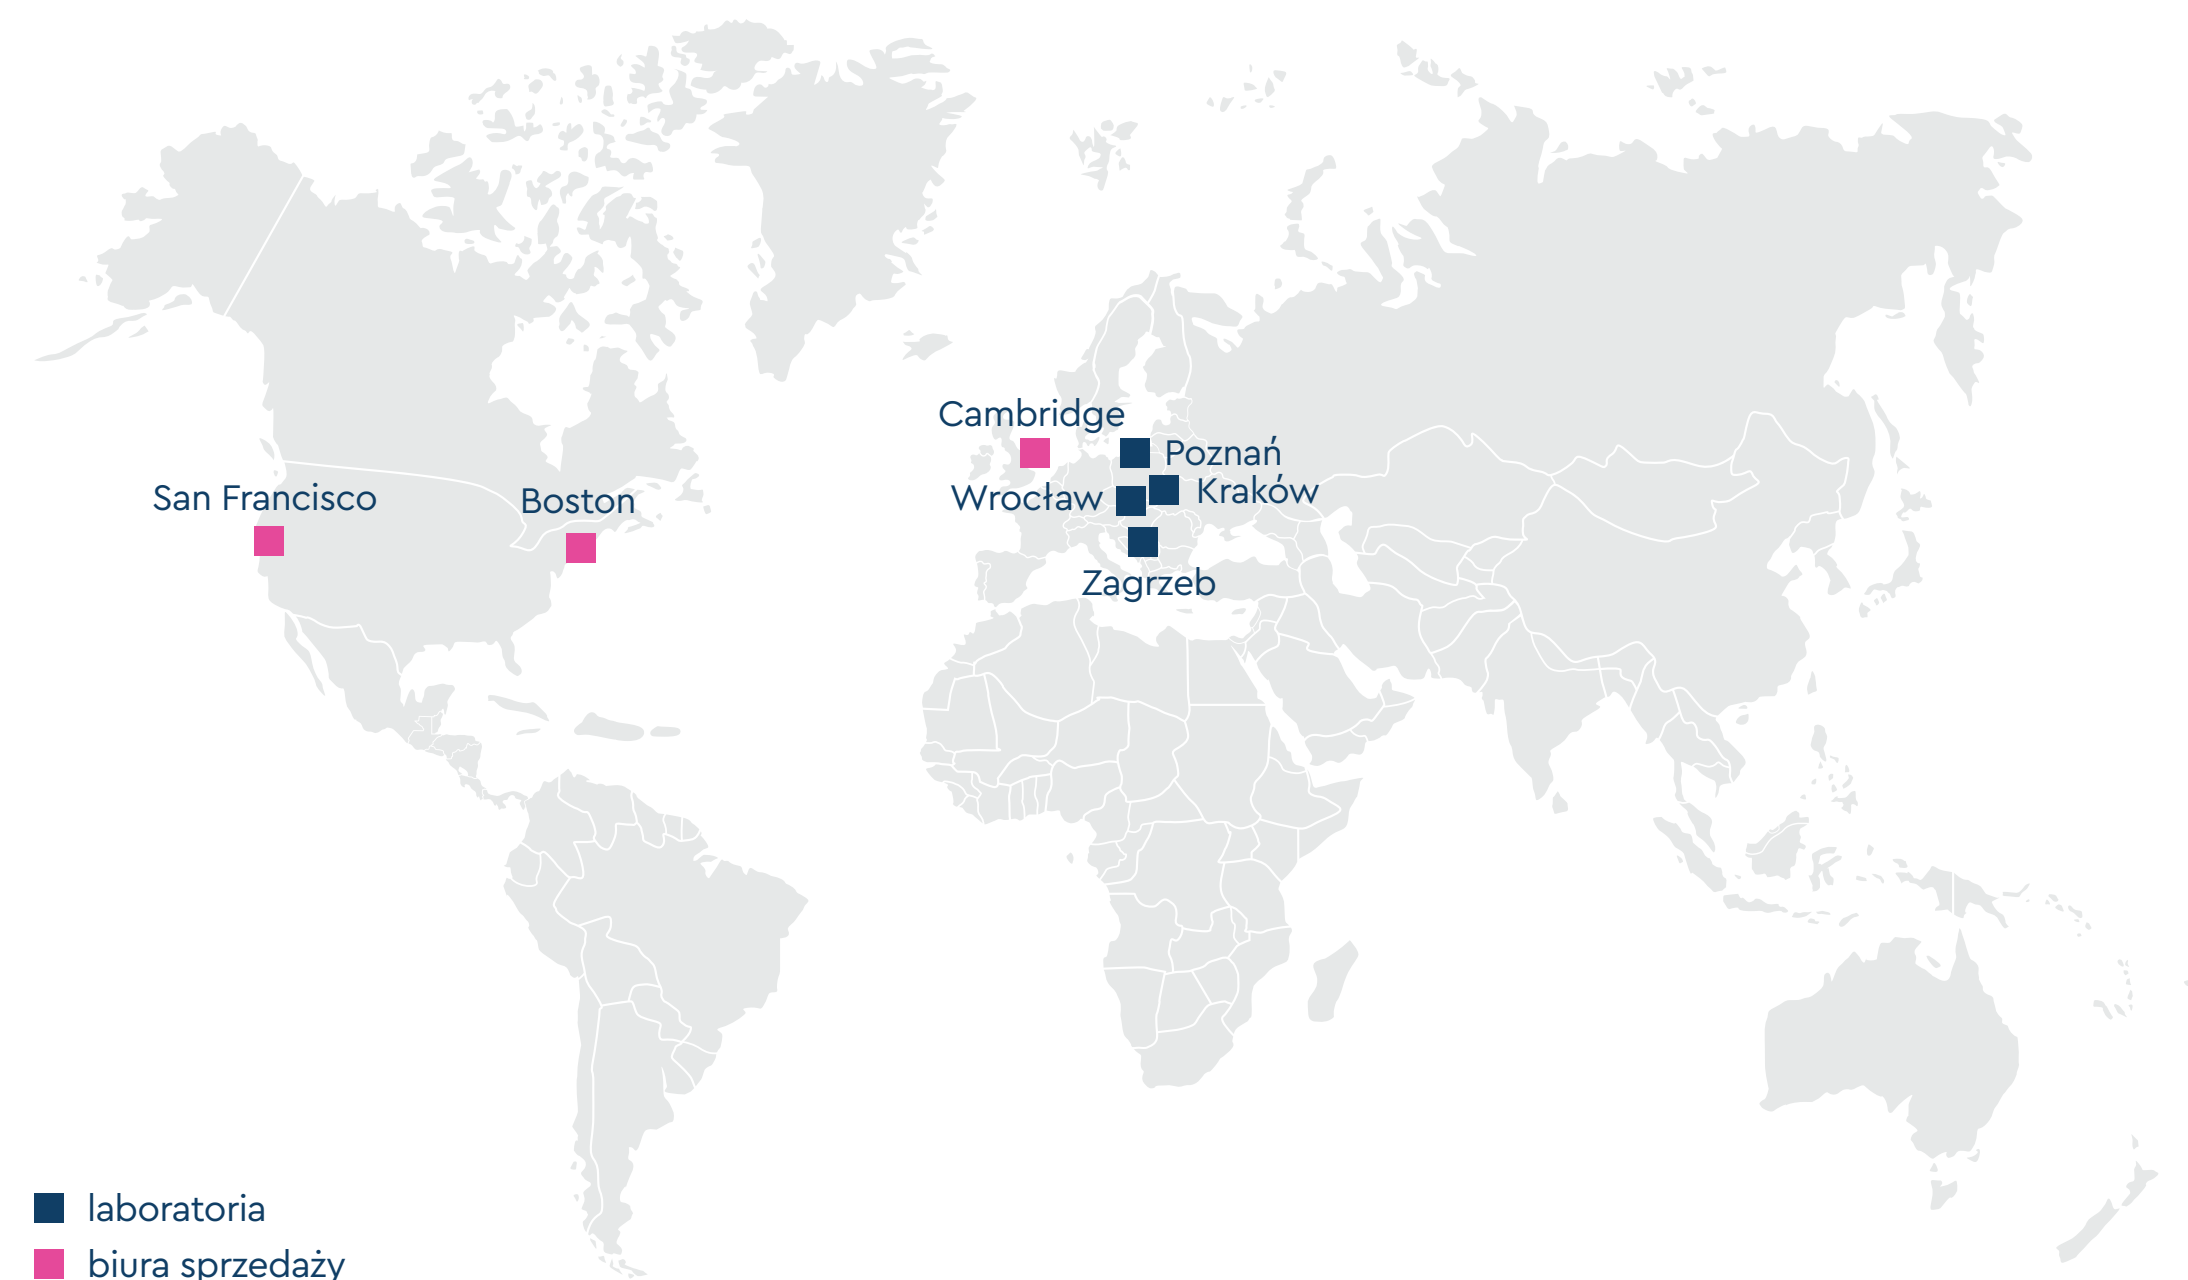 Cambridge
Poznań
Kraków
Wrocław
San Francisco
Boston
Zagrzeb
laboratoria
biura sprzedaży